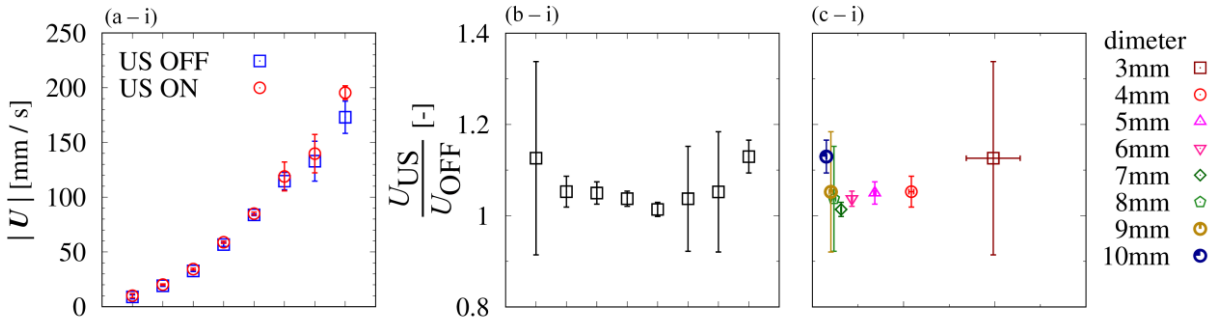 (a – i)
| U | [mm / s]
250
200
150
100
50
0
US OFF
US ON
(b – i)
U_US / U_OFF [-]
1.4
1.2
1
0.8
(c – i)
dimeter
3mm
4mm
5mm
6mm
7mm
8mm
9mm
10mm